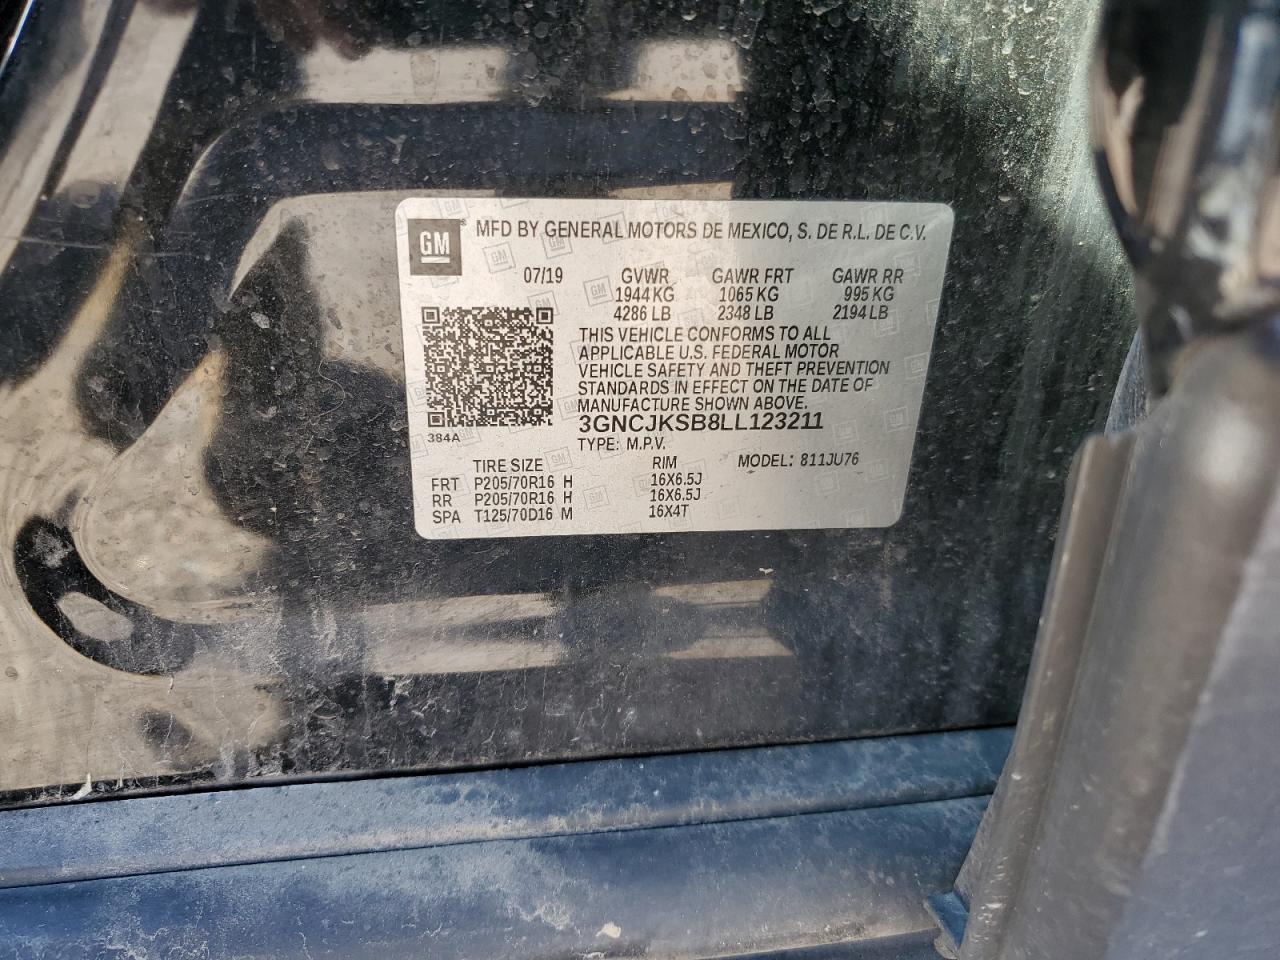 GM® MFD BY GENERAL MOTORS DE MEXICO, S. DE R.L. DE C.V.
07/19 GVWR GAWR FRT GAWR RR
1944 KG 1065 KG 995 KG
4286 LB 2348 LB 2194 LB
THIS VEHICLE CONFORMS TO ALL
APPLICABLE U.S. FEDERAL MOTOR
VEHICLE SAFETY AND THEFT PREVENTION
STANDARDS IN EFFECT ON THE DATE OF
MANUFACTURE SHOWN ABOVE.
3GNCJKSB8LL123211
384A
TYPE: M.P.V.
TIRE SIZE RIM MODEL: 811JU76
FRT P205/70R16 H 16X6.5J
RR P205/70R16 H 16X6.5J
SPA T125/70D16 M 16X4T